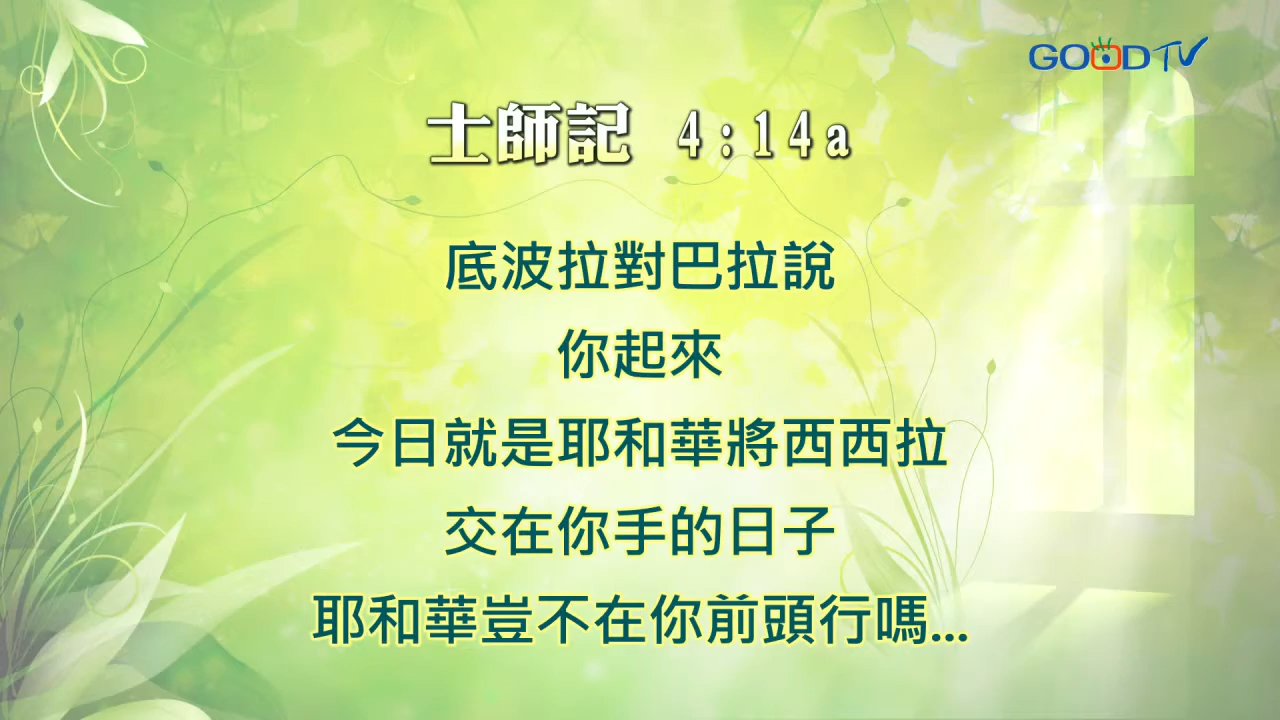 GOODTV
士師記 4:14a
底波拉對巴拉說
你起來
今日就是耶和華將西西拉
交在你手的日子
耶和華豈不在你前頭行嗎...